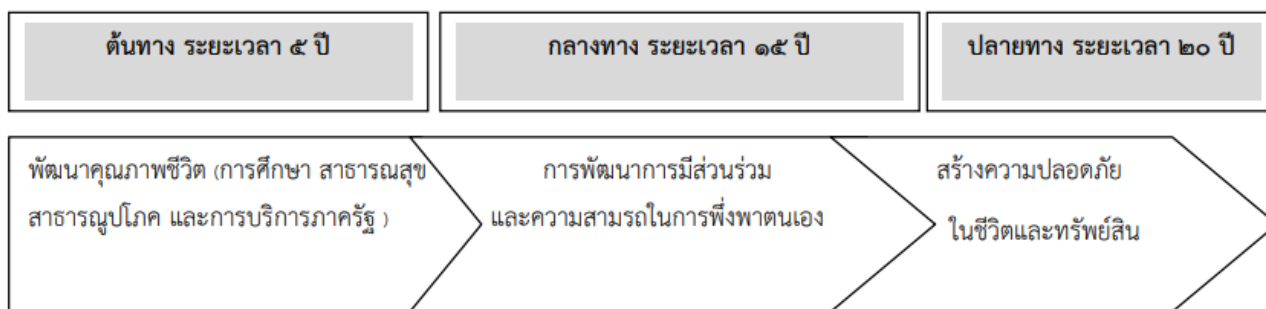 ต้นทาง ระยะเวลา ๕ ปี
กลางทาง ระยะเวลา ๑๕ ปี
ปลายทาง ระยะเวลา ๒๐ ปี
พัฒนาคุณภาพชีวิต (การศึกษา สาธารณสุข
สาธารณูปโภค และการบริการภาครัฐ )
การพัฒนาการมีส่วนร่วม
และความสามรถในการพึ่งพาตนเอง
สร้างความปลอดภัย
ในชีวิตและทรัพย์สิน